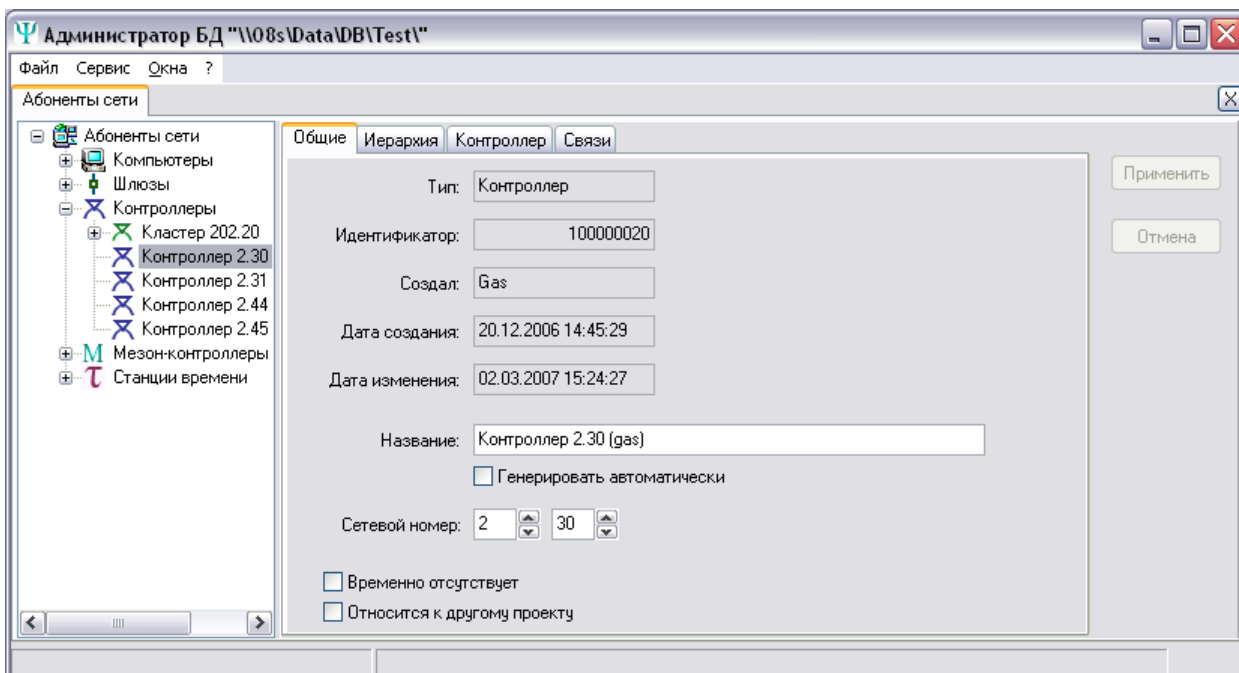 Администратор БД "\\08s\Data\DB\Test\"
Файл Сервис Окна ?
Абоненты сети
Абоненты сети
Компьютеры
Шлюзы
Контроллеры
Кластер 202.20
Контроллер 2.30
Контроллер 2.31
Контроллер 2.44
Контроллер 2.45
Мезон-контроллеры
Станции времени
Общие Иерархия Контроллер Связи
Тип: Контроллер
Идентификатор: 100000020
Создал: Gas
Дата создания: 20.12.2006 14:45:29
Дата изменения: 02.03.2007 15:24:27
Название: Контроллер 2.30 (gas)
Генерировать автоматически
Сетевой номер: 2 30
Временно отсутствует
Относится к другому проекту
Применить
Отмена